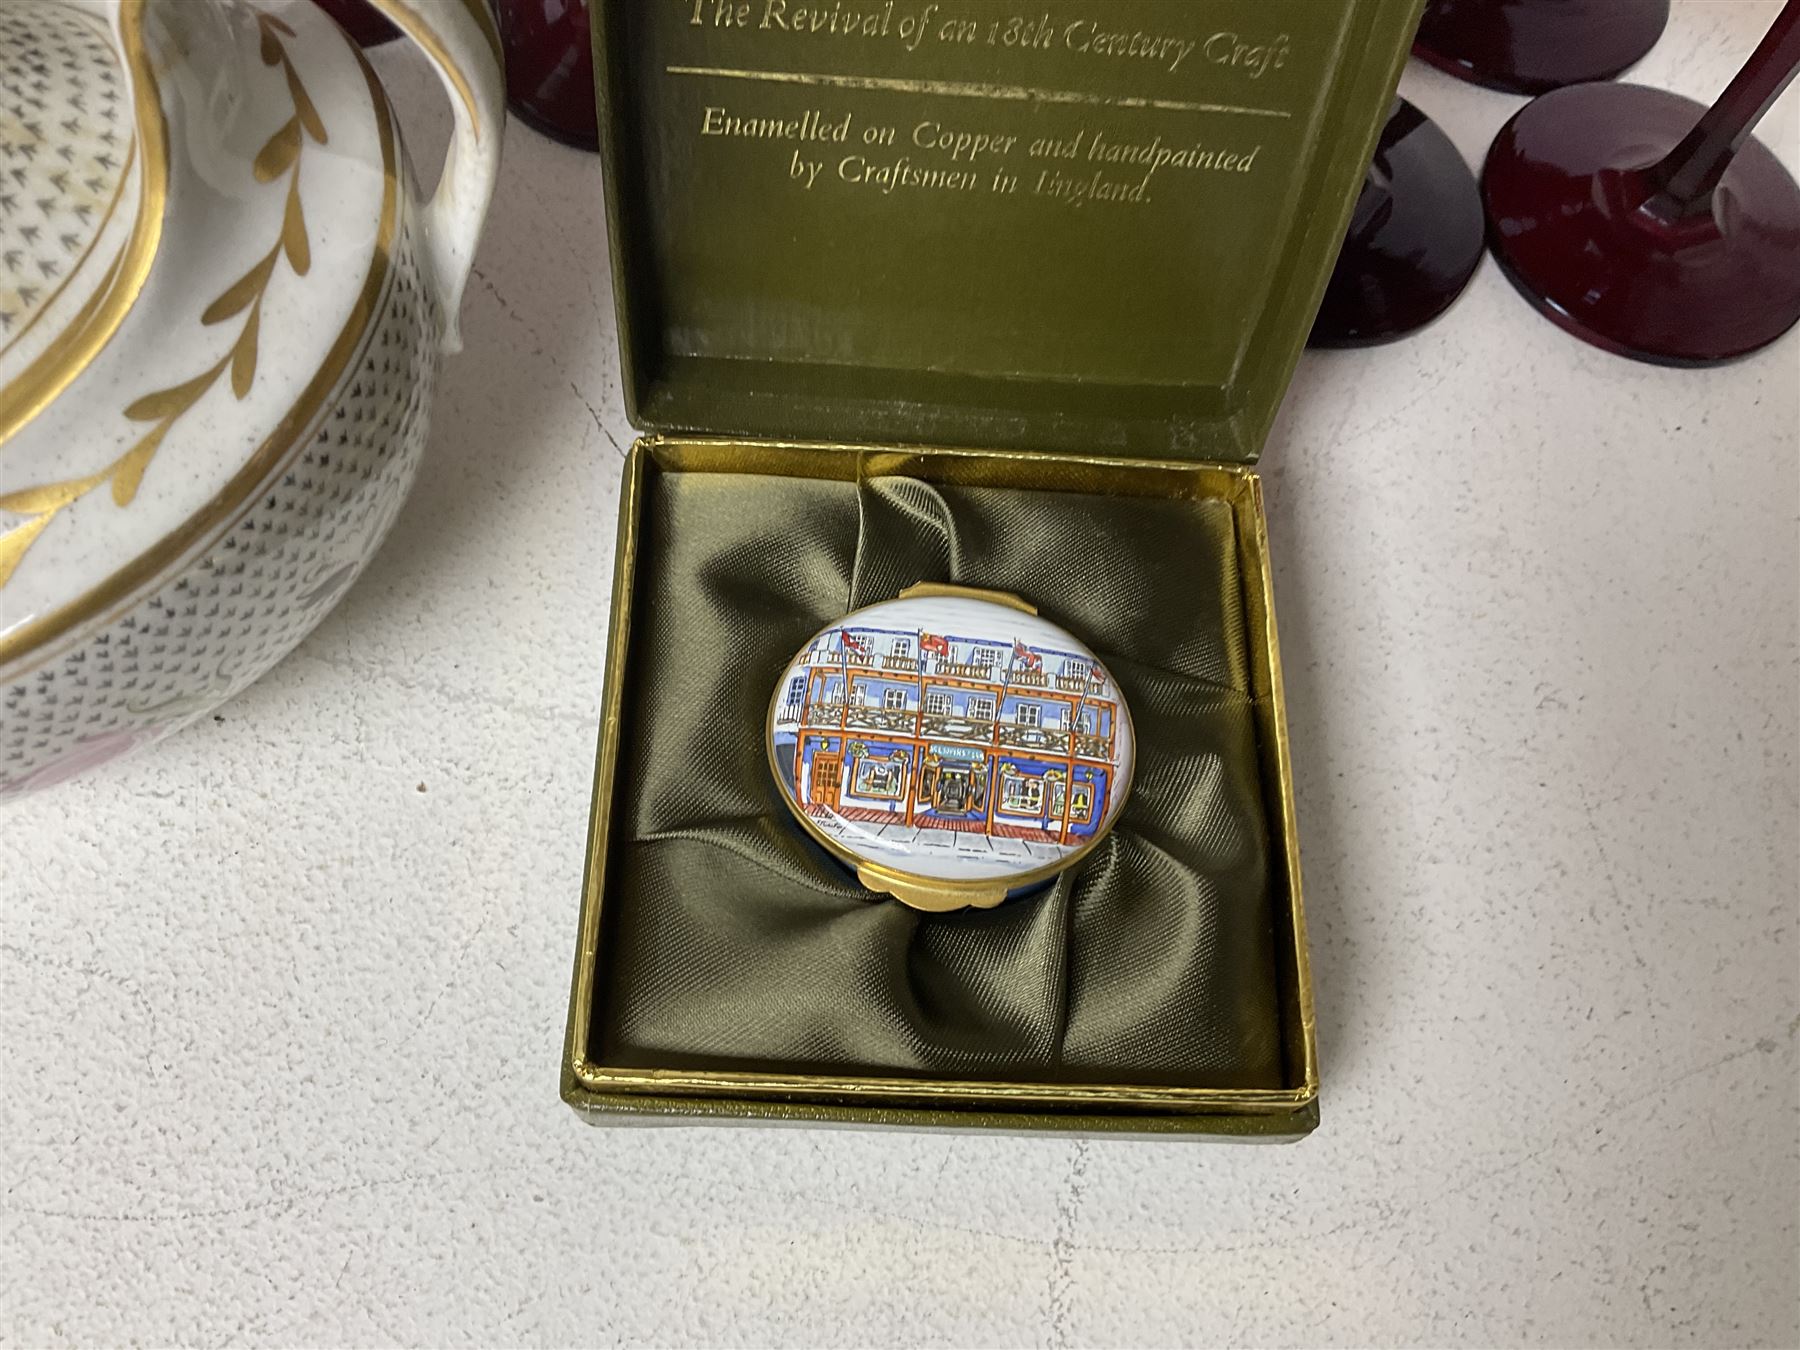 The Revival of an 18th Century Craft
Enamelled on Copper and handpainted
by Craftsmen in England.